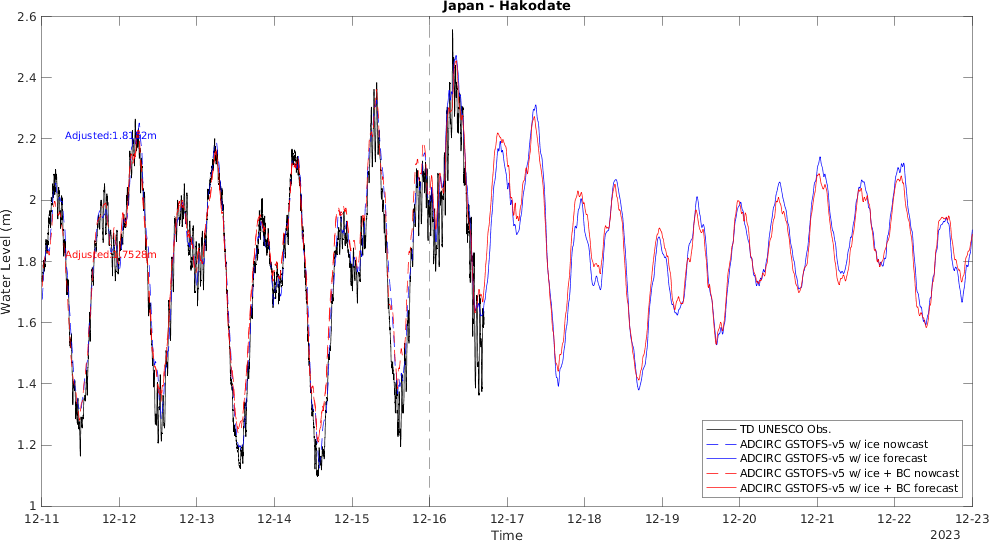 Japan - Hakodate
2.6
2.4
2.2
2
1.8
1.6
1.4
1.2
1
Water Level (m)
Adjusted:1.8162m
TD UNESCO Obs.
ADCIRC GSTOFS-v5 w/ ice nowcast
ADCIRC GSTOFS-v5 w/ ice forecast
ADCIRC GSTOFS-v5 w/ ice + BC nowcast
ADCIRC GSTOFS-v5 w/ ice + BC forecast
12-11 12-12 12-13 12-14 12-15 12-16 12-17 12-18 12-19 12-20 12-21 12-22 12-23
Time
2023